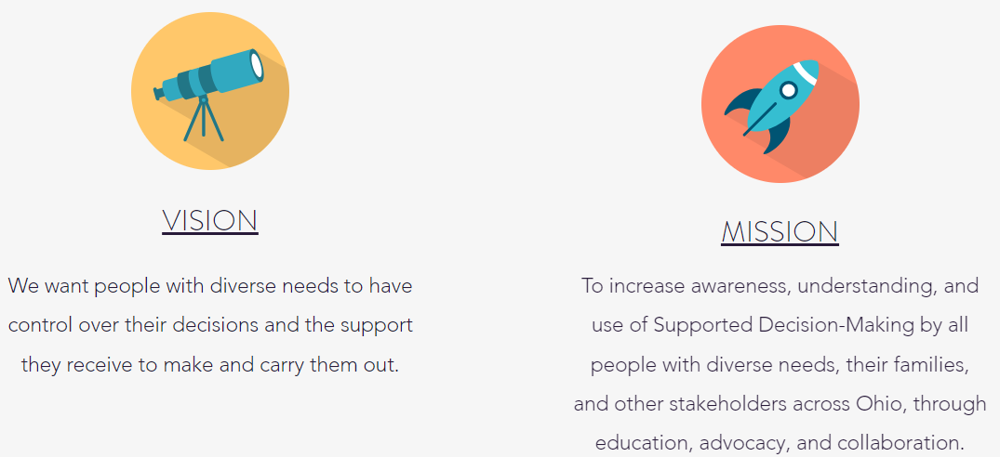 VISION
We want people with diverse needs to have
control over their decisions and the support
they receive to make and carry them out.
MISSION
To increase awareness, understanding, and
use of Supported Decision-Making by all
people with diverse needs, their families,
and other stakeholders across Ohio, through
education, advocacy, and collaboration.